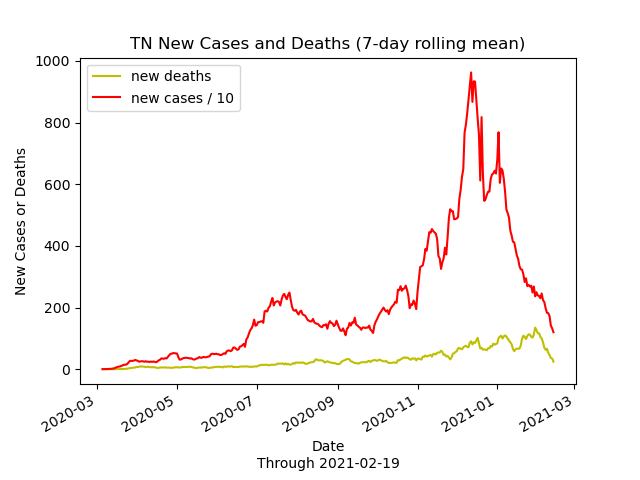 TN New Cases and Deaths (7-day rolling mean)
new deaths
new cases / 10
New Cases or Deaths
1000
800
600
400
200
0
2020-03
2020-05
2020-07
2020-09
2020-11
2021-01
2021-03
Date
Through 2021-02-19